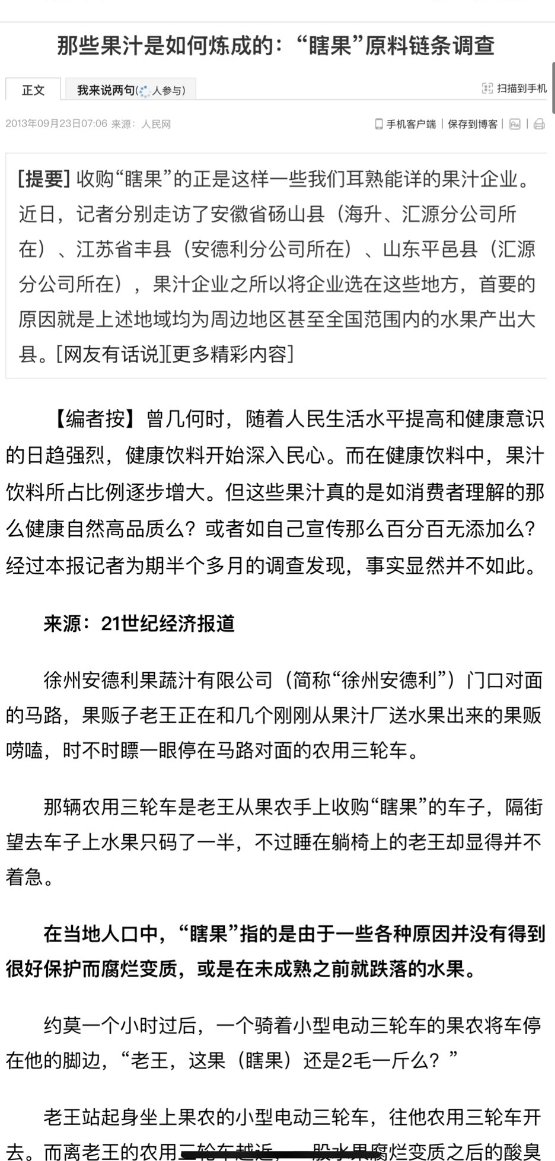 那些果汁是如何炼成的：“瞎果”原料链条调查
正文
我来说两句(人参与)
扫描到手机
2013年09月23日07:06 来源：人民网
手机客户端 | 保存到博客 |
[提要] 收购“瞎果”的正是这样一些我们耳熟能详的果汁企业。
近日，记者分别走访了安徽省砀山县（海升、汇源分公司所
在）、江苏省丰县（安德利分公司所在）、山东平邑县（汇源
分公司所在），果汁企业之所以将企业选在这些地方，首要的
原因就是上述地域均为周边地区甚至全国范围内的水果产出大
县。[网友有话说][更多精彩内容]
【编者按】曾几何时，随着人民生活水平提高和健康意识
的日趋强烈，健康饮料开始深入民心。而在健康饮料中，果汁
饮料所占比例逐步增大。但这些果汁真的是如消费者理解的那
么健康自然高品质么？或者如自己宣传那么百分百无添加么？
经过本报记者为期半个多月的调查发现，事实显然并不如此。
来源：21世纪经济报道
徐州安德利果蔬汁有限公司（简称“徐州安德利”）门口对面
的马路，果贩子老王正在和几个刚刚从果汁厂送水果出来的果贩
唠嗑，时不时瞟一眼停在马路对面的农用三轮车。
那辆农用三轮车是老王从果农手上收购“瞎果”的车子，隔街
望去车子上水果只码了一半，不过睡在躺椅上的老王却显得并不
着急。
在当地人口中，“瞎果”指的是由于一些各种原因并没有得到
很好保护而腐烂变质，或是在未成熟之前就跌落的水果。
约莫一个小时过后，一个骑着小型电动三轮车的果农将车停
在他的脚边，“老王，这果（瞎果）还是2毛一斤么？”
老王站起身坐上果农的小型电动三轮车，往他农用三轮车开
去。而离老王的农用三轮车越近，一股水果腐烂变质之后的酸臭